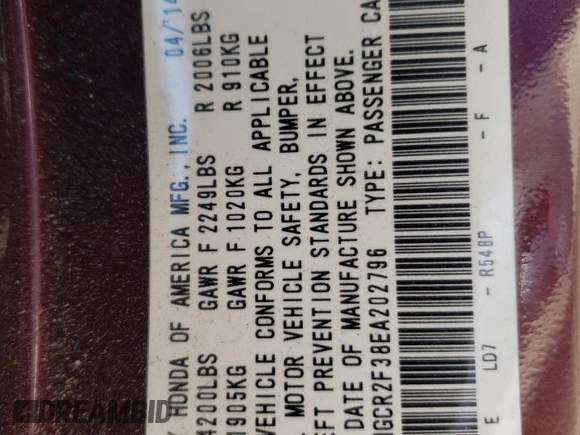 Y HONDA OF AMERICA MFG., INC. 04/14
4200LBS GAWR F 2249LBS R 2006LBS
1905KG GAWR F 1020KG R 910KG
VEHICLE CONFORMS TO ALL APPLICABLE
MOTOR VEHICLE SAFETY, BUMPER,
EFT PREVENTION STANDARDS IN EFFECT
DATE OF MANUFACTURE SHOWN ABOVE.
HGCR2F38EA202796 TYPE: PASSENGER CA
E LD7 - R548P - F - A
CIDREAMBID